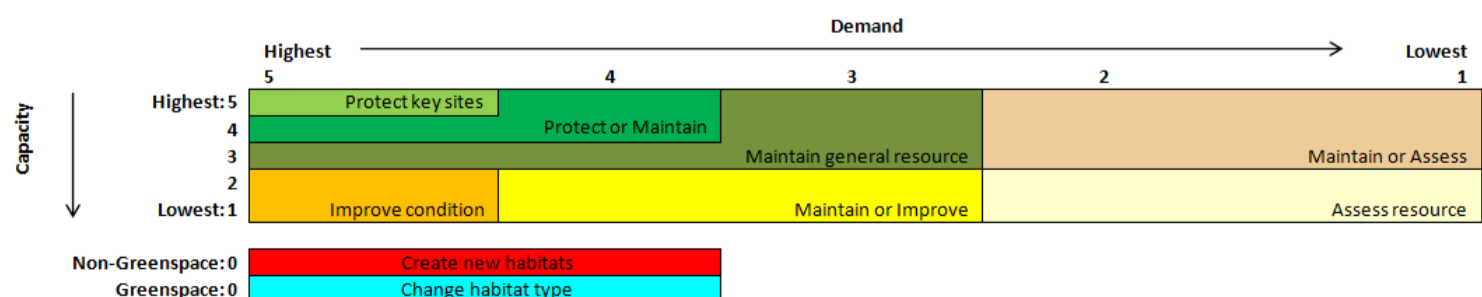 Demand
Highest Lowest
5 4 3 2 1
Capacity
Highest:5 Protect key sites
4 Protect or Maintain
3 Maintain general resource Maintain or Assess
2
Lowest:1 Improve condition Maintain or Improve Assess resource
Non-Greenspace:0 Create new habitats
Greenspace:0 Change habitat type